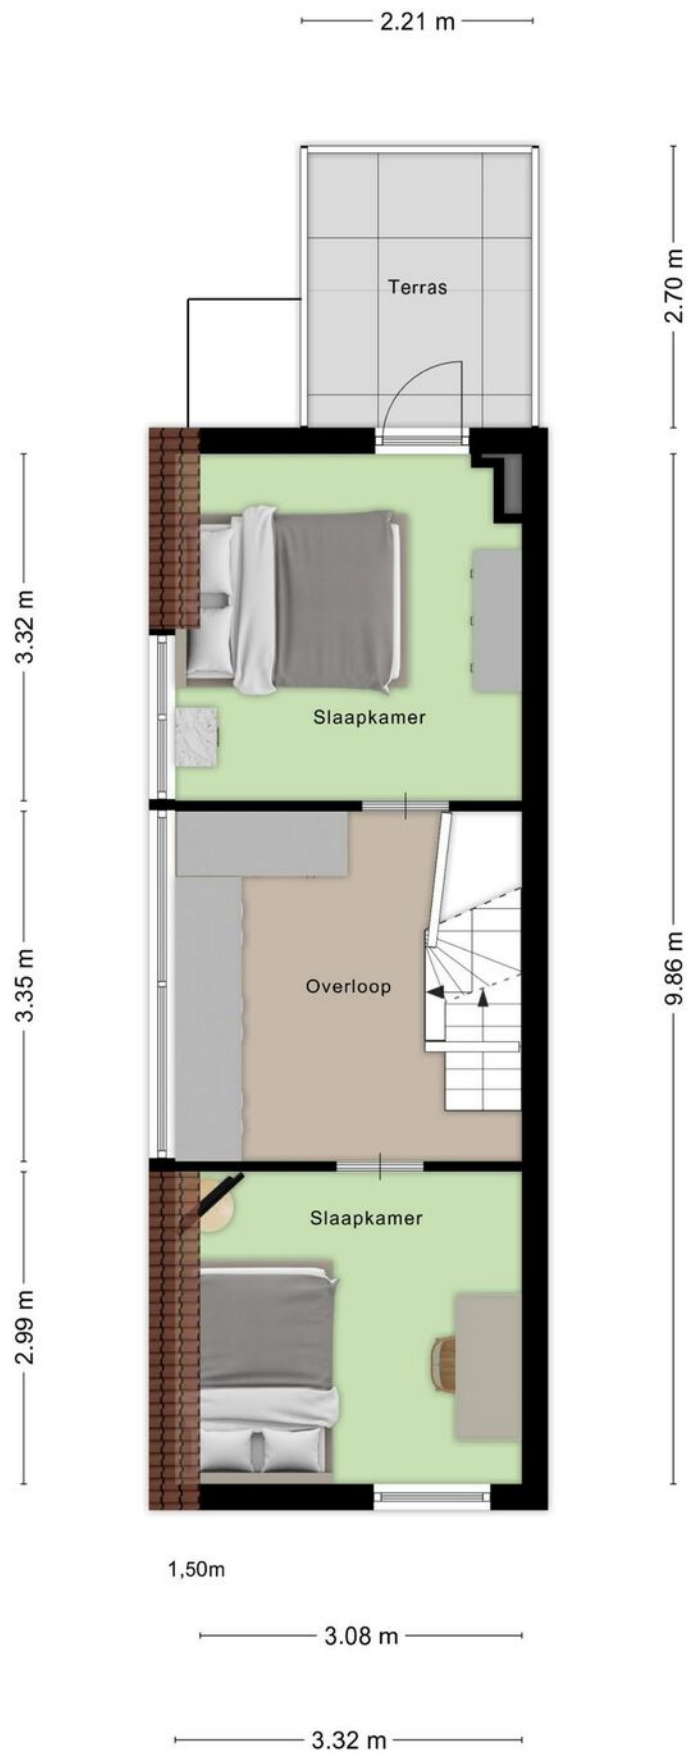 2.21 m
2.70 m
Terras
3.32 m
Slaapkamer
3.35 m
Overloop
9.86 m
Slaapkamer
2.99 m
1,50m
3.08 m
3.32 m